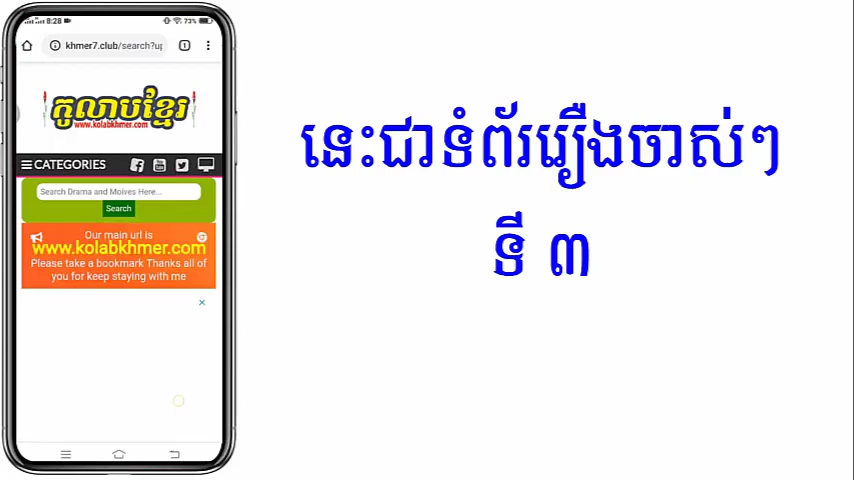 8:28
73%
khmer7.club/search?up
1
កូលាបខ្មែរ
www.kolabkhmer.com
CATEGORIES
Search Drama and Moives Here...
Search
Our main url is
www.kolabkhmer.com
Please take a bookmark Thanks all of
you for keep staying with me
នេះជាទំព័ររឿងចាស់ៗ
ទី ៣